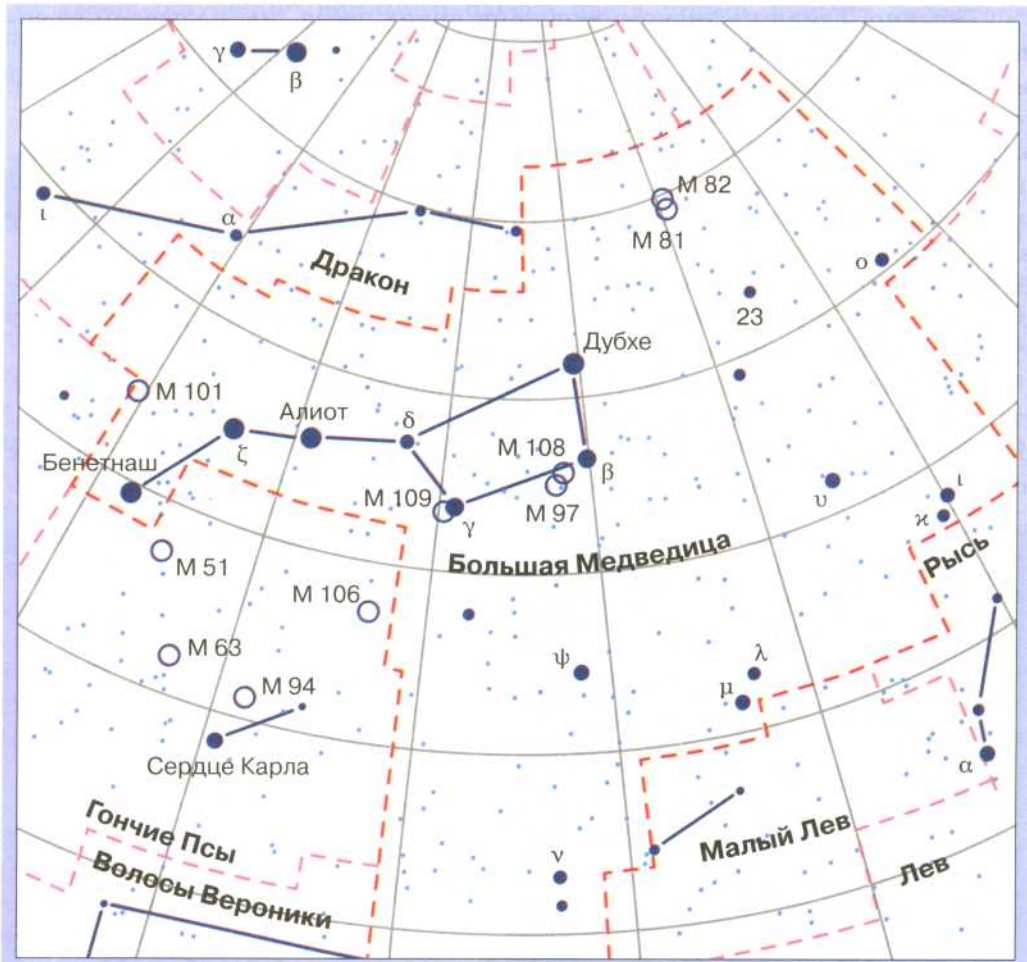 γ
β
M 82
ι
α
M 81
Дракон
ο
23
Дубхе
M 101
Алиот
δ
Бенетнаш
ζ
M 108
β
M 109
γ
M 97
υ
ι
ϰ
Большая Медведица
Рысь
M 51
M 106
M 63
ψ
λ
M 94
μ
Сердце Карла
α
Гончие Псы
Малый Лев
Волосы Вероники
ν
Лев